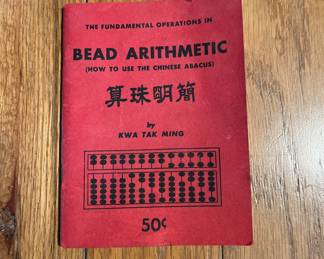 THE FUNDAMENTAL OPERATIONS IN
BEAD ARITHMETIC
(HOW TO USE THE CHINESE ABACUS)
算珠明簡
by
KWA TAK MING
50¢